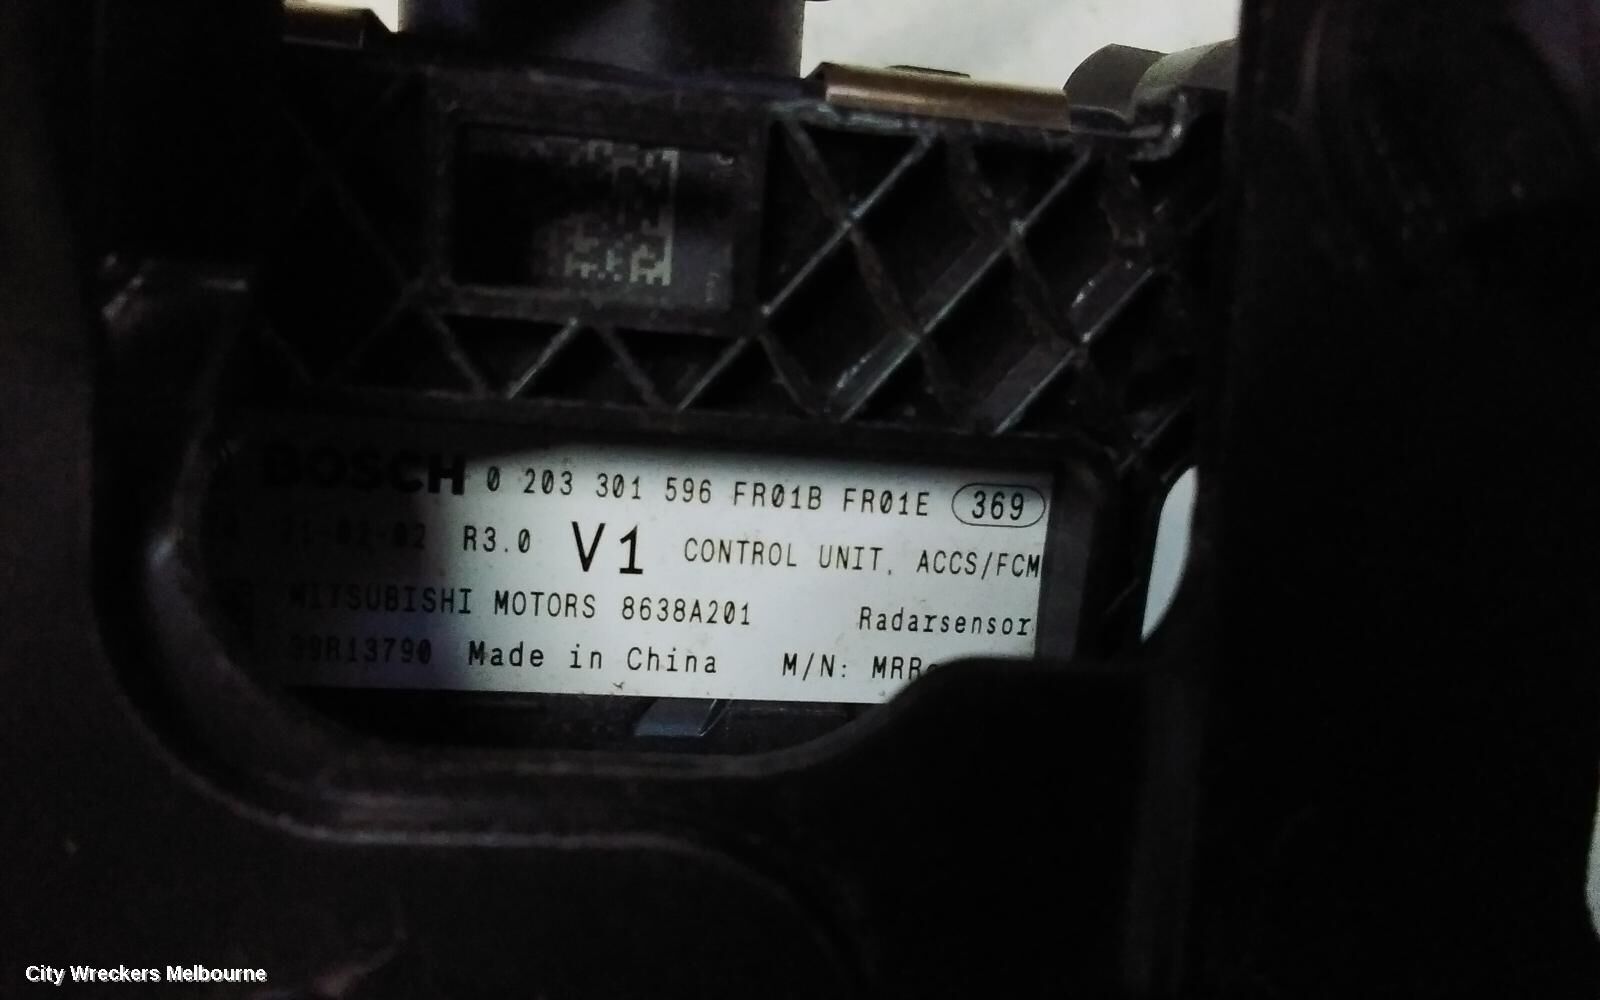 BOSCH 0 203 301 596 FR01B FR01E 369
R3.0 V1 CONTROL UNIT, ACCS/FCM
MITSUBISHI MOTORS 8638A201 Radarsensor
39R13790 Made in China M/N:
City Wreckers Melbourne